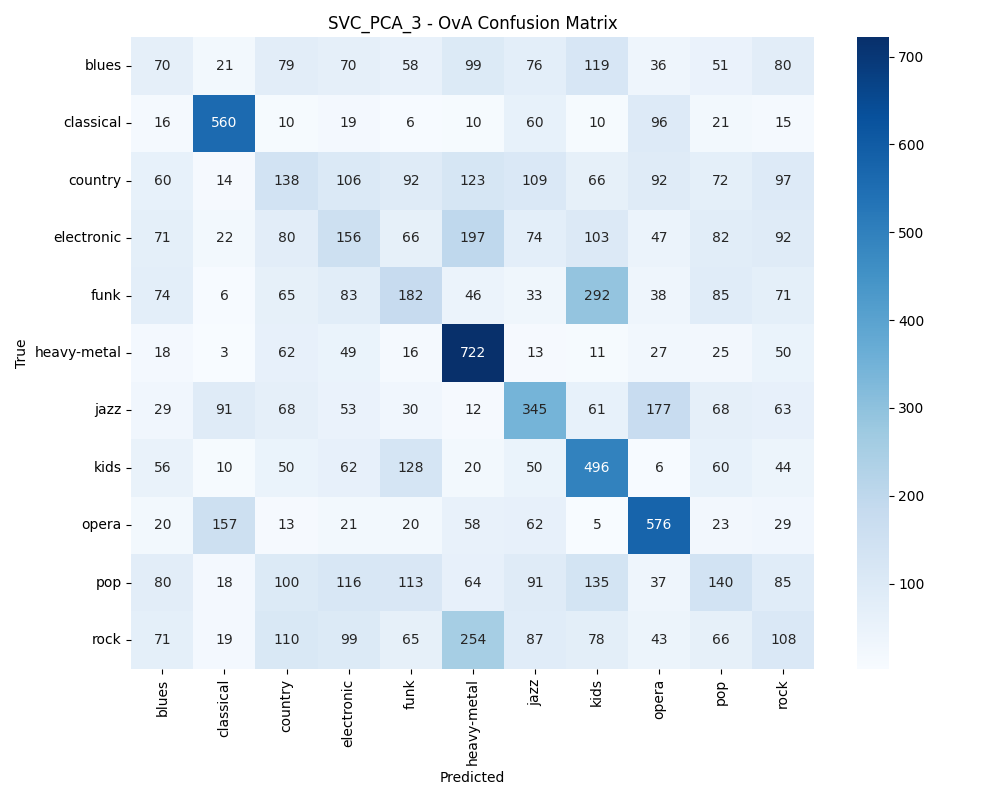 SVC_PCA_3 - OvA Confusion Matrix
blues 70 21 79 70 58 99 76 119 36 51 80
classical 16 560 10 19 6 10 60 10 96 21 15
country 60 14 138 106 92 123 109 66 92 72 97
electronic 71 22 80 156 66 197 74 103 47 82 92
funk 74 6 65 83 182 46 33 292 38 85 71
heavy-metal 18 3 62 49 16 722 13 11 27 25 50
jazz 29 91 68 53 30 12 345 61 177 68 63
kids 56 10 50 62 128 20 50 496 6 60 44
opera 20 157 13 21 20 58 62 5 576 23 29
pop 80 18 100 116 113 64 91 135 37 140 85
rock 71 19 110 99 65 254 87 78 43 66 108
True
blues classical country electronic funk heavy-metal jazz kids opera pop rock
Predicted
700
600
500
400
300
200
100